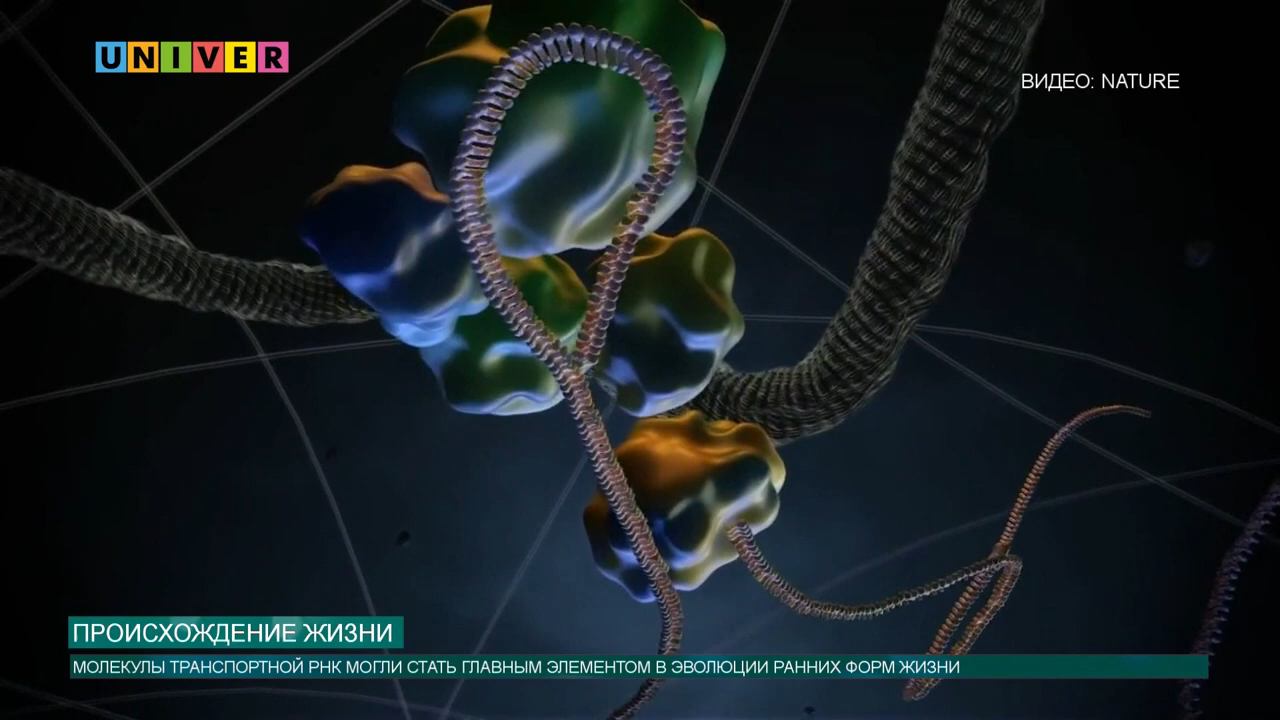 UNIVER
ВИДЕО: NATURE
ПРОИСХОЖДЕНИЕ ЖИЗНИ
МОЛЕКУЛЫ ТРАНСПОРТНОЙ РНК МОГЛИ СТАТЬ ГЛАВНЫМ ЭЛЕМЕНТОМ В ЭВОЛЮЦИИ РАННИХ ФОРМ ЖИЗНИ